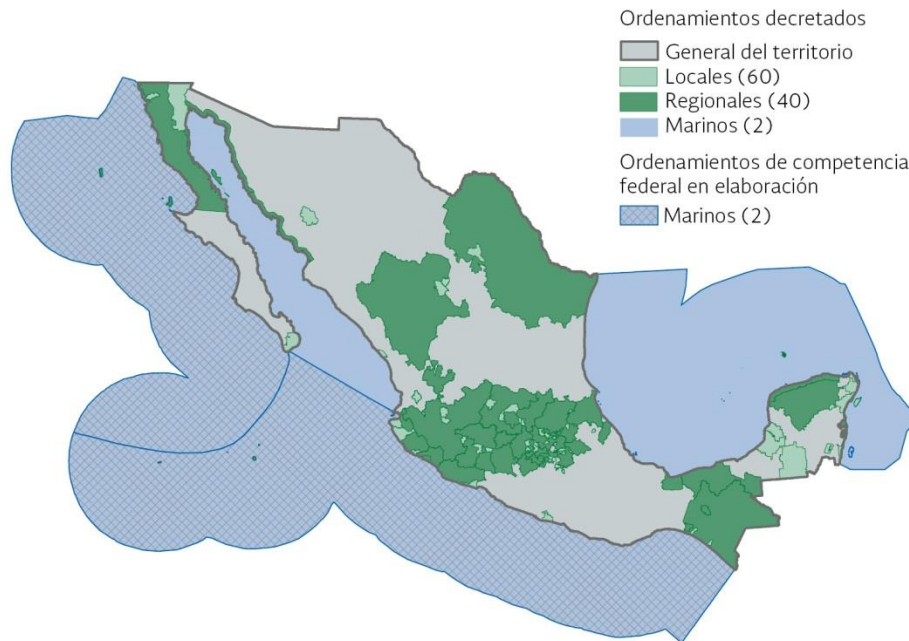 Ordenamientos decretados
General del territorio
Locales (60)
Regionales (40)
Marinos (2)
Ordenamientos de competencia
federal en elaboración
Marinos (2)